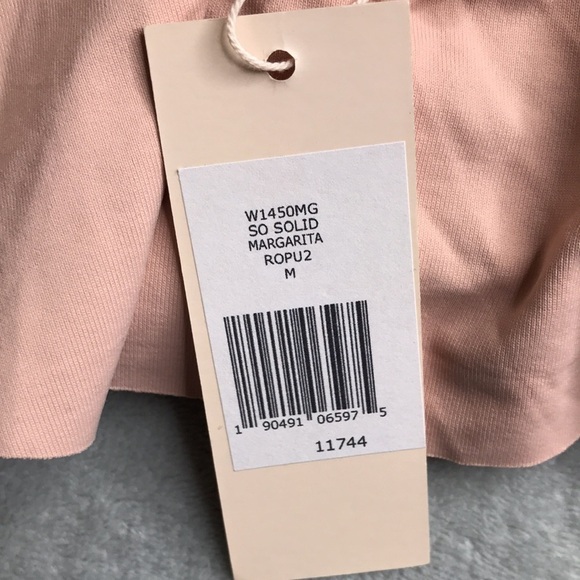 W1450MG
SO SOLID
MARGARITA
ROPU2
M
1 90491 06597 5
11744